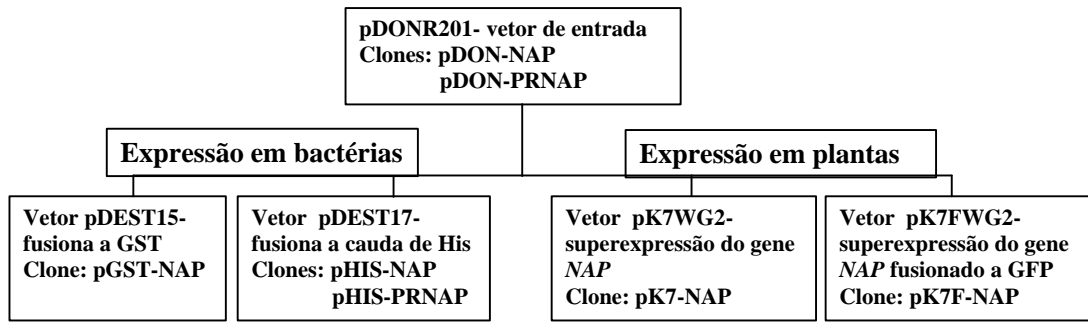 pDONR201- vetor de entrada
Clones: pDON-NAP
pDON-PRNAP
Expressão em bactérias
Expressão em plantas
Vetor pDEST15-
fusiona a GST
Clone: pGST-NAP
Vetor pDEST17-
fusiona a cauda de His
Clones: pHIS-NAP
pHIS-PRNAP
Vetor pK7WG2-
superexpressão do gene
NAP
Clone: pK7-NAP
Vetor pK7FWG2-
superexpressão do gene
NAP fusionado a GFP
Clone: pK7F-NAP